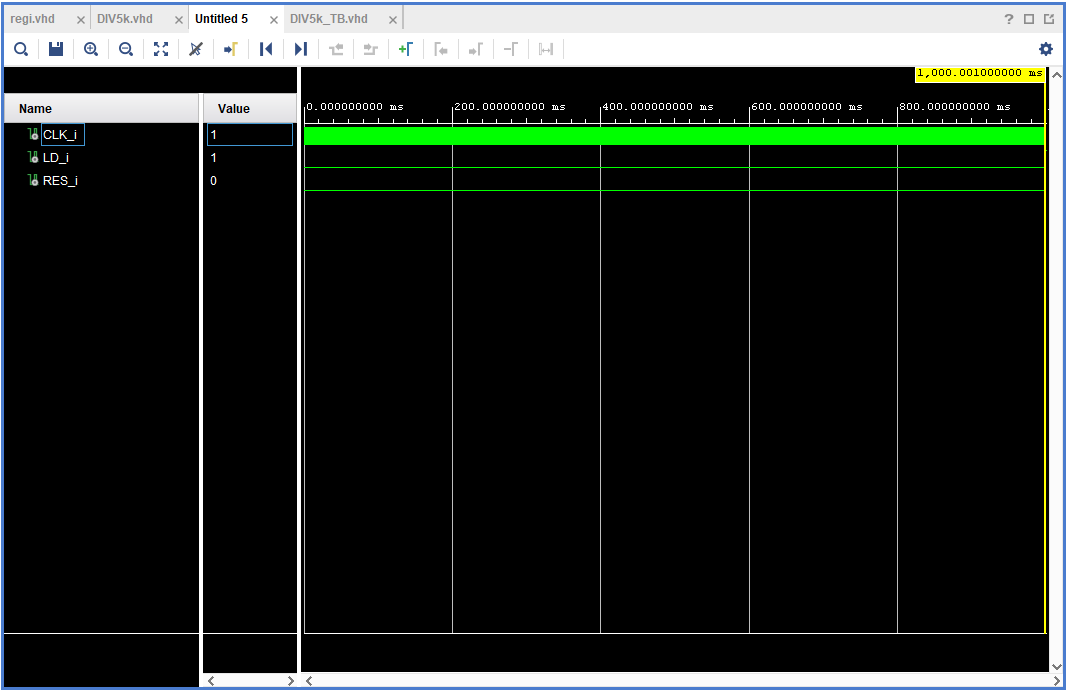 regi.vhd DIV5k.vhd Untitled 5 DIV5k_TB.vhd ?
1,000.001000000 ms
Name Value 0.000000000 ms 200.000000000 ms 400.000000000 ms 600.000000000 ms 800.000000000 ms
CLK_i 1
LD_i 1
RES_i 0